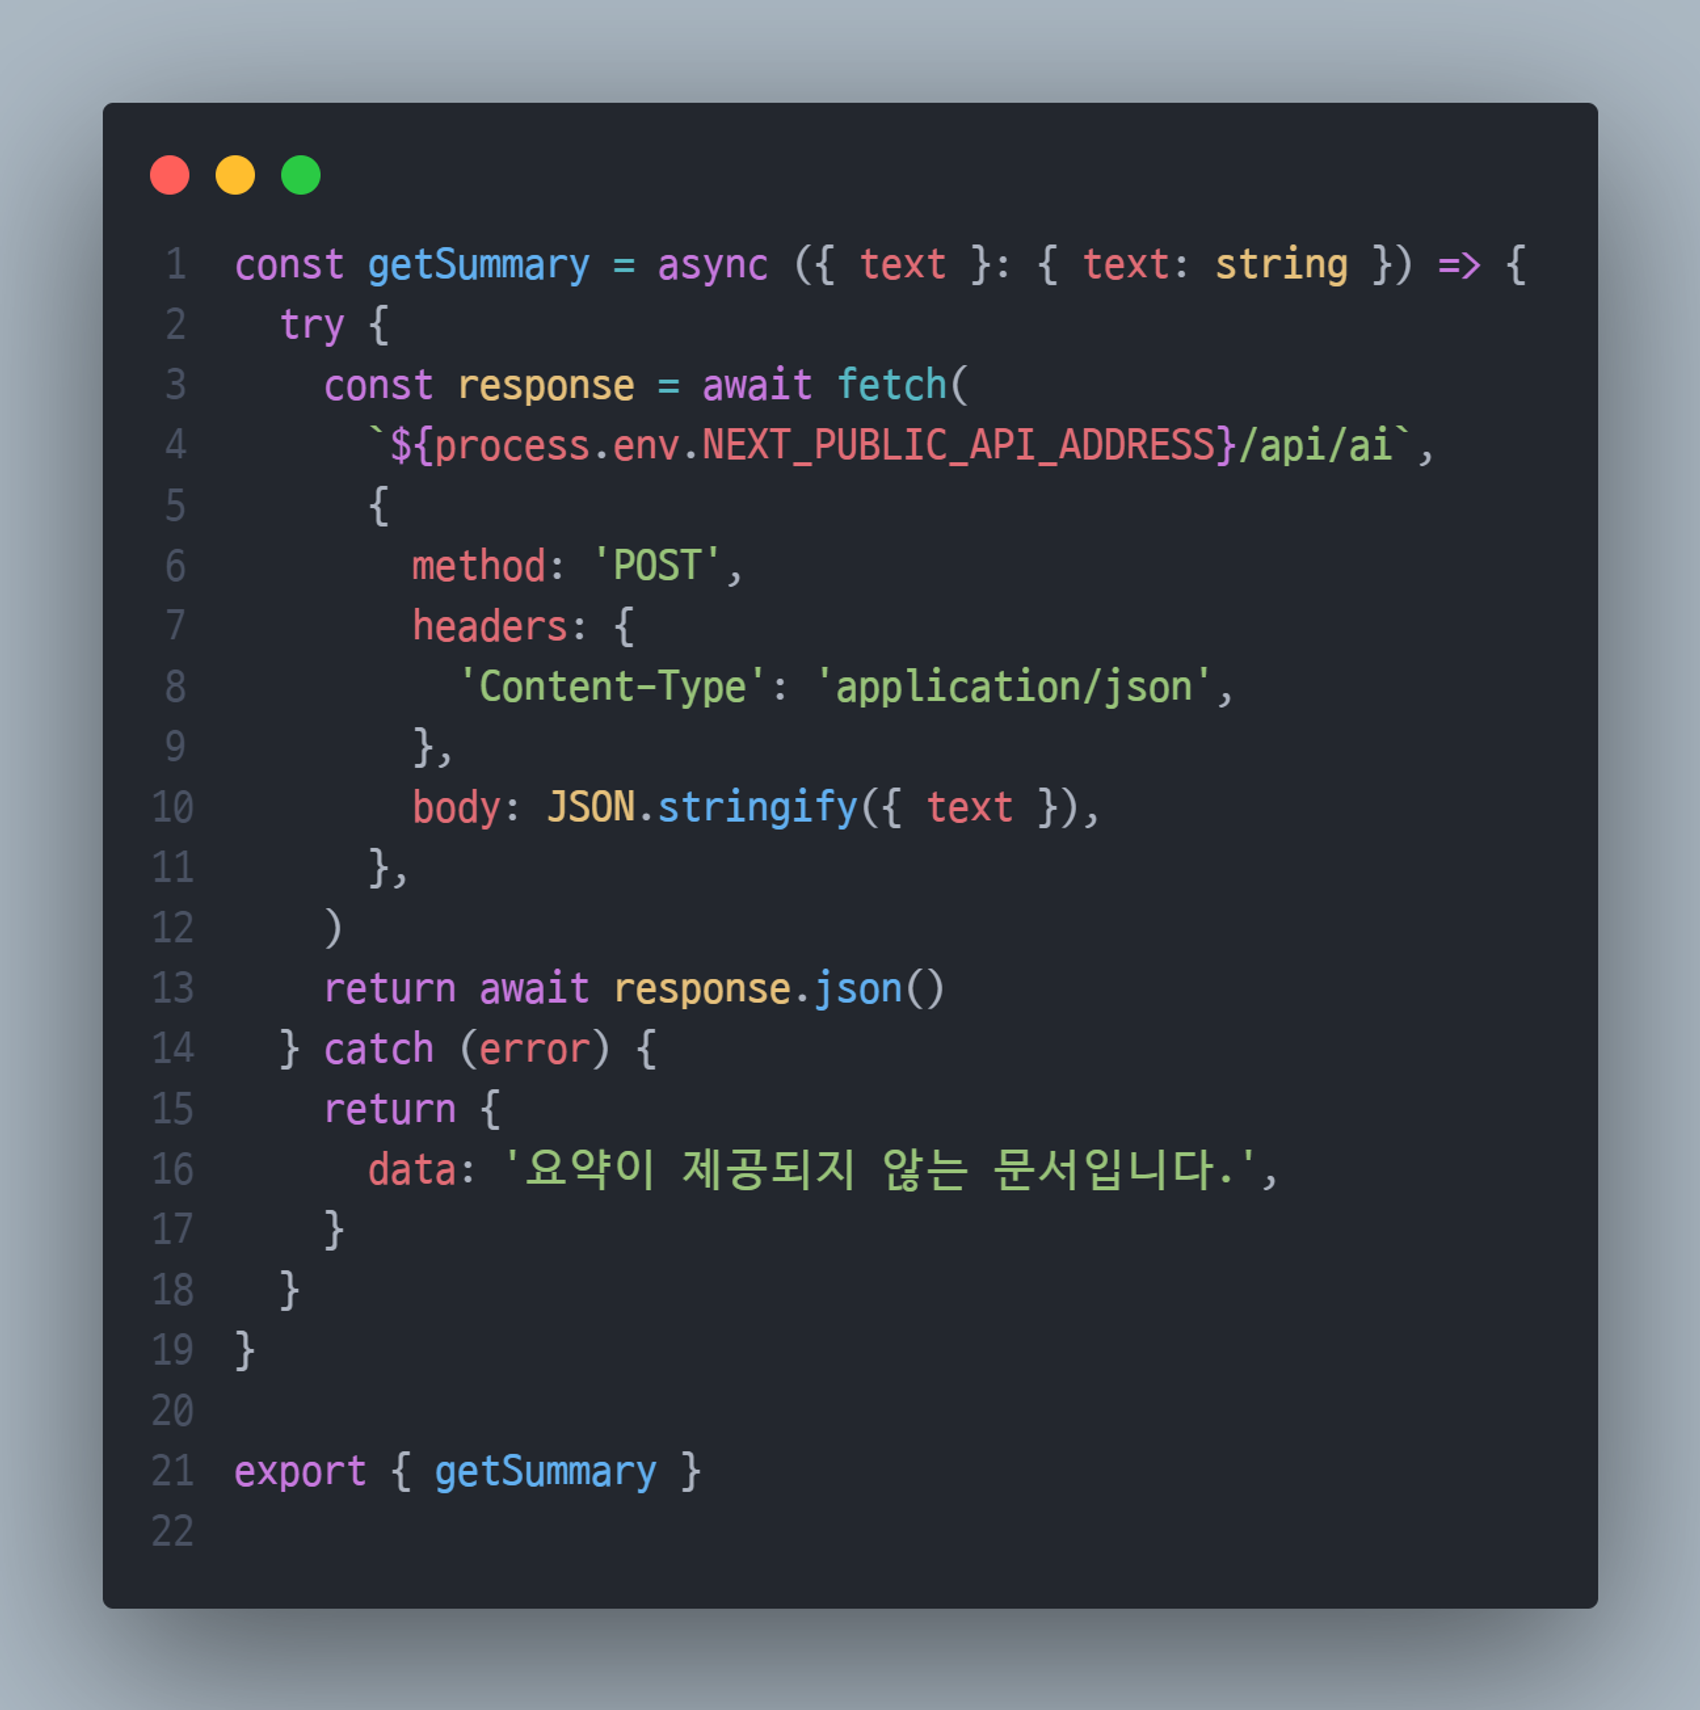 1 const getSummary = async ({ text }: { text: string }) => {
2   try {
3     const response = await fetch(
4       `${process.env.NEXT_PUBLIC_API_ADDRESS}/api/ai`,
5       {
6         method: 'POST',
7         headers: {
8           'Content-Type': 'application/json',
9         },
10         body: JSON.stringify({ text }),
11       },
12     )
13     return await response.json()
14   } catch (error) {
15     return {
16       data: '요약이 제공되지 않는 문서입니다.',
17     }
18   }
19 }
20
21 export { getSummary }
22